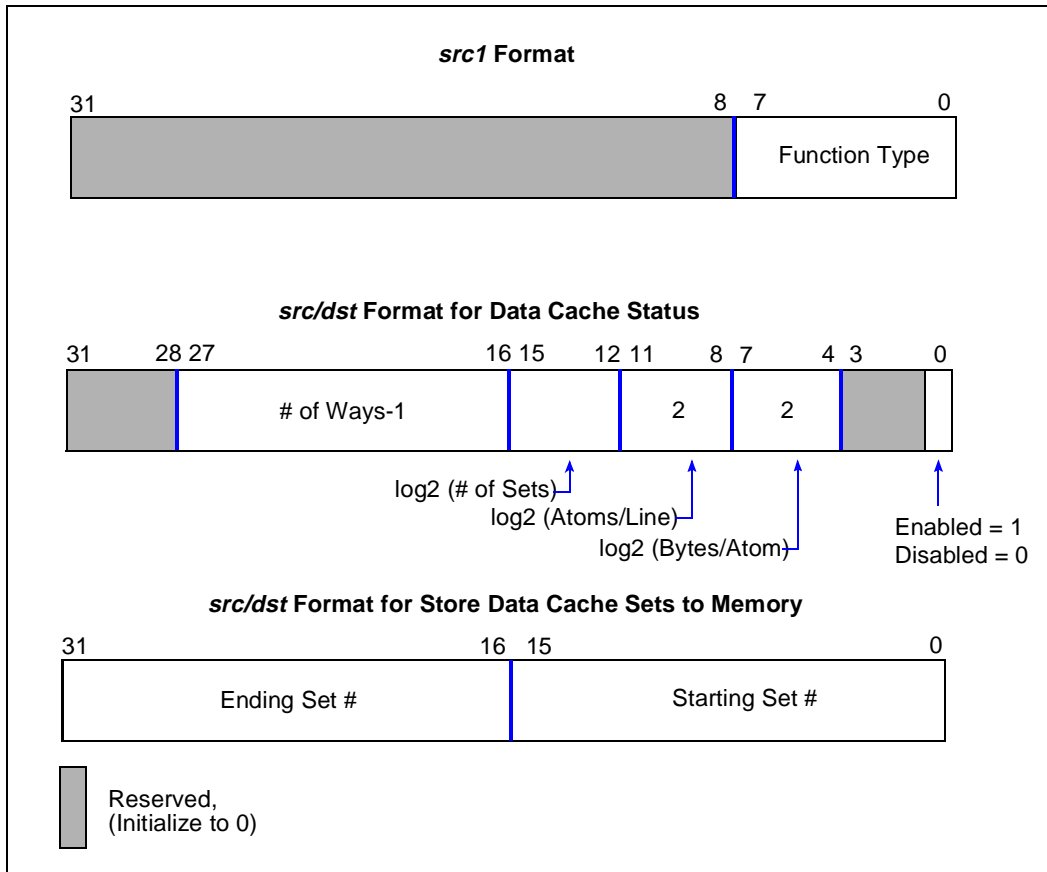 src1 Format
31 8 7 0
Function Type
src/dst Format for Data Cache Status
31 28 27 16 15 12 11 8 7 4 3 0
# of Ways-1 2 2
log2 (# of Sets)
log2 (Atoms/Line)
log2 (Bytes/Atom)
Enabled = 1
Disabled = 0
src/dst Format for Store Data Cache Sets to Memory
31 16 15 0
Ending Set # Starting Set #
Reserved,
(Initialize to 0)